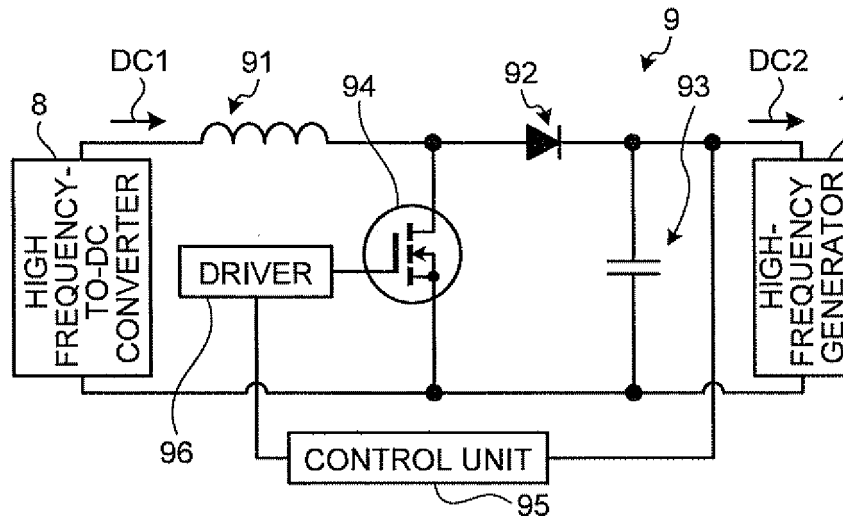 9
DC1
91
92
DC2
94
93
8
HIGH
FREQUENCY-
TO-DC
CONVERTER
DRIVER
HIGH-
FREQUENCY
GENERATOR
96
CONTROL UNIT
95